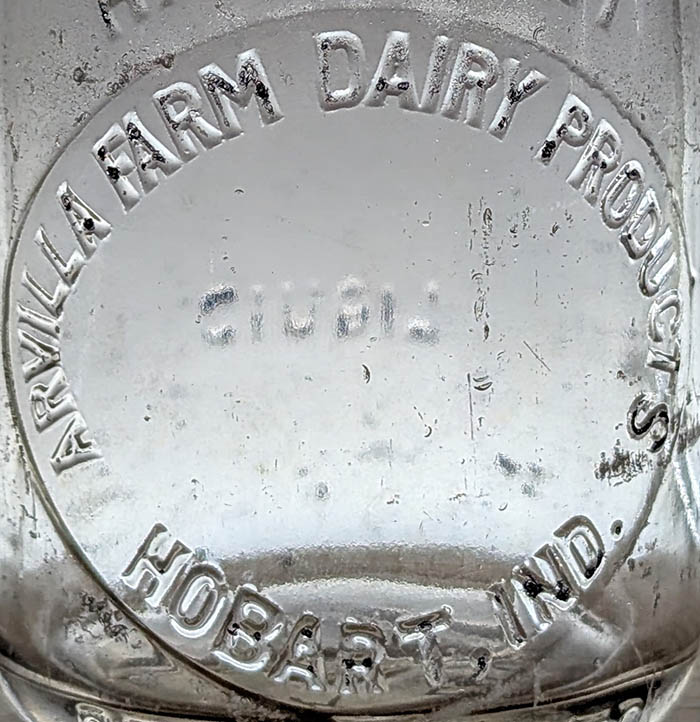 ARVILLA FARM DAIRY PRODUCTS
HOBART, IND.